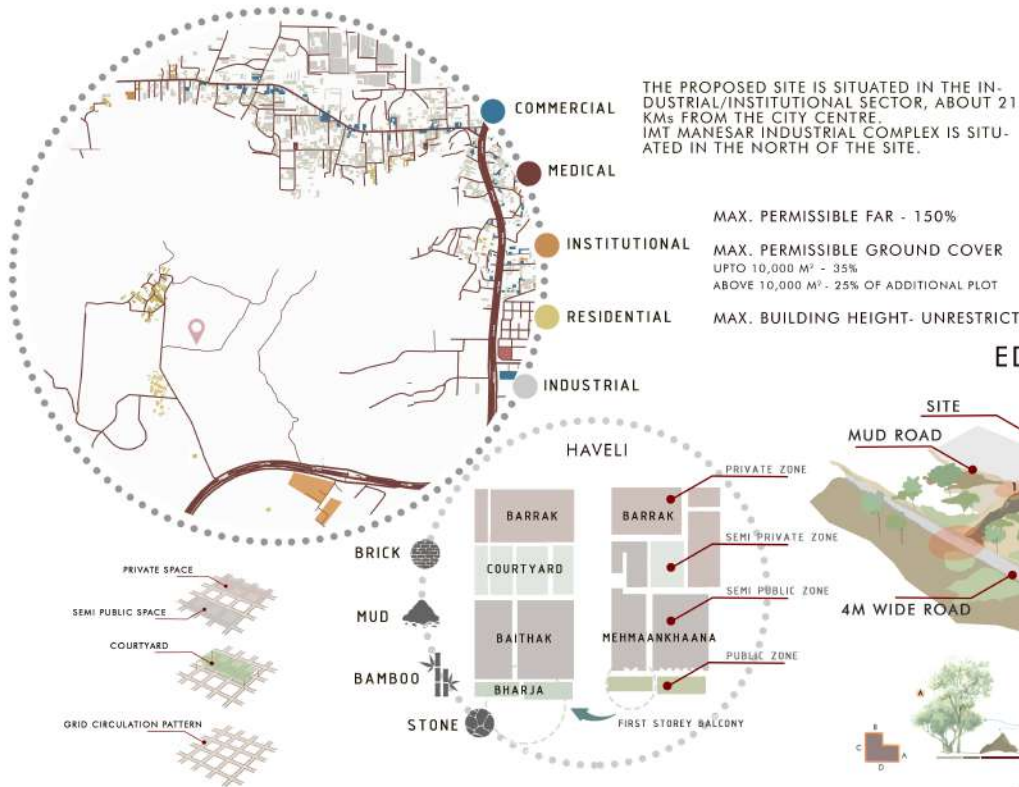 COMMERCIAL
MEDICAL
INSTITUTIONAL
RESIDENTIAL
INDUSTRIAL
THE PROPOSED SITE IS SITUATED IN THE IN-
DUSTRIAL/INSTITUTIONAL SECTOR, ABOUT 21
KMs FROM THE CITY CENTRE.
IMT MANESAR INDUSTRIAL COMPLEX IS SITU-
ATED IN THE NORTH OF THE SITE.
MAX. PERMISSIBLE FAR - 150%
MAX. PERMISSIBLE GROUND COVER
UPTO 10,000 M² - 35%
ABOVE 10,000 M² - 25% OF ADDITIONAL PLOT
MAX. BUILDING HEIGHT- UNRESTRICT
ED
SITE
MUD ROAD
1
4M WIDE ROAD
HAVELI
BARRAK
BARRAK
PRIVATE ZONE
COURTYARD
SEMI PRIVATE ZONE
BAITHAK
MEHMAANKHAANA
SEMI PUBLIC ZONE
BHARJA
PUBLIC ZONE
FIRST STOREY BALCONY
BRICK
MUD
BAMBOO
STONE
PRIVATE SPACE
SEMI PUBLIC SPACE
COURTYARD
GRID CIRCULATION PATTERN
A
B
C
A
D